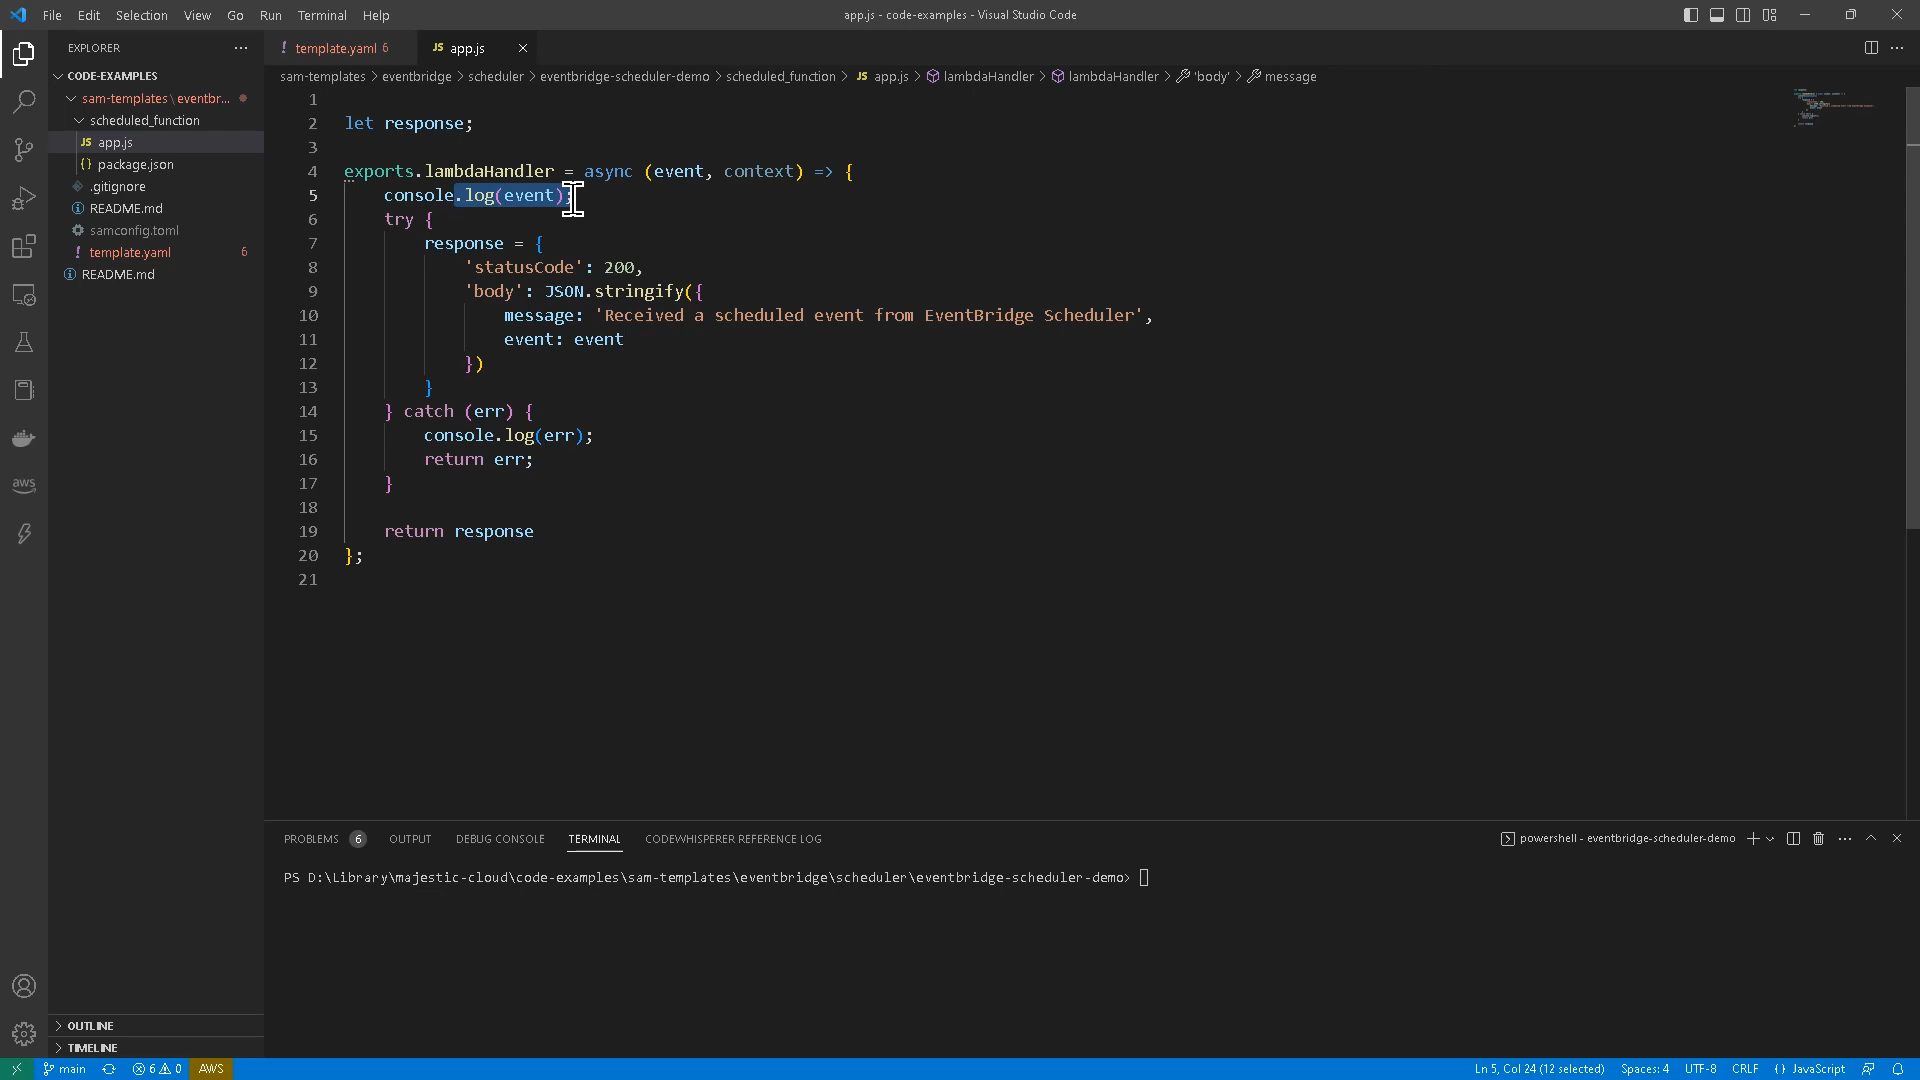 File Edit Selection View Go Run Terminal Help
app.js - code-examples - Visual Studio Code
EXPLORER
CODE-EXAMPLES
sam-templates\eventbr...
scheduled_function
JS app.js
{} package.json
.gitignore
README.md
samconfig.toml
! template.yaml 6
README.md
OUTLINE
TIMELINE
aws
! template.yaml 6
JS app.js
sam-templates > eventbridge > scheduler > eventbridge-scheduler-demo > scheduled_function > JS app.js > lambdaHandler > lambdaHandler > 'body' > message
1
2 let response;
3
4 exports.lambdaHandler = async (event, context) => {
5 console.log(event);
6 try {
7 response = {
8 'statusCode': 200,
9 'body': JSON.stringify({
10 message: 'Received a scheduled event from EventBridge Scheduler',
11 event: event
12 })
13 }
14 } catch (err) {
15 console.log(err);
16 return err;
17 }
18
19 return response
20 };
21
PROBLEMS 6 OUTPUT DEBUG CONSOLE TERMINAL CODEWHISPERER REFERENCE LOG
powershell - eventbridge-scheduler-demo
PS D:\Library\majestic-cloud\code-examples\sam-templates\eventbridge\scheduler\eventbridge-scheduler-demo>
main 6 0 AWS
Ln 5, Col 24 (12 selected) Spaces: 4 UTF-8 CRLF {} JavaScript